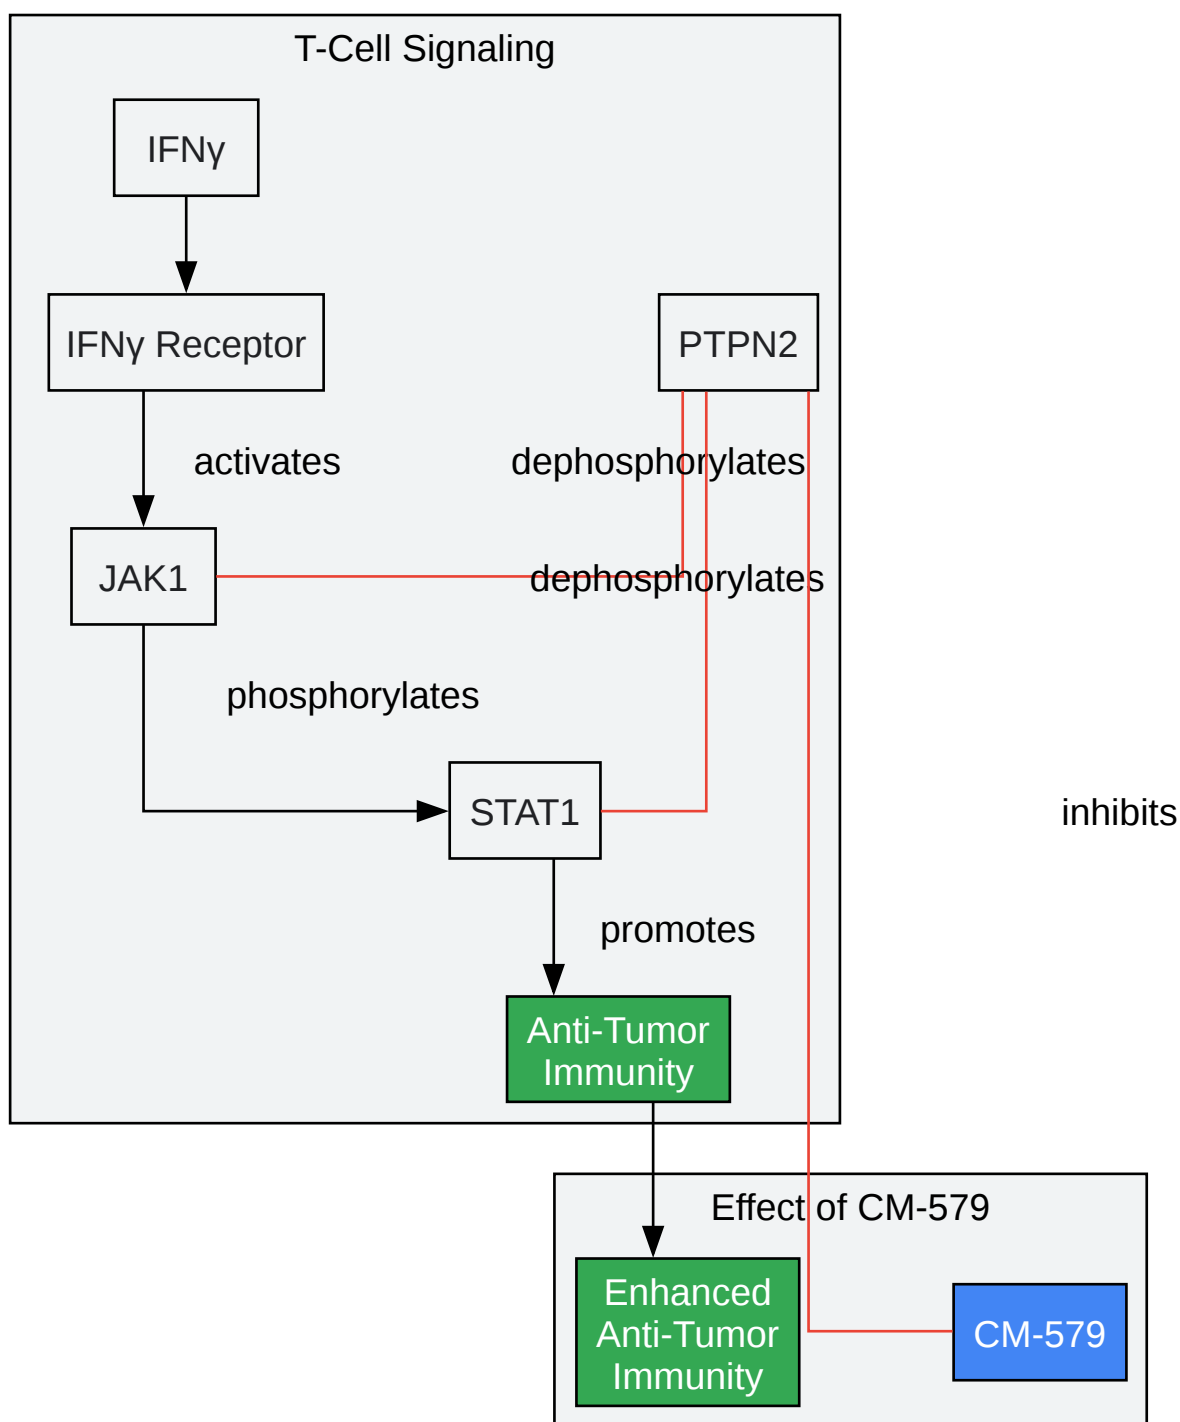 T-Cell Signaling
IFNγ
IFNγ Receptor
PTPN2
activates
dephosphorylates
JAK1
dephosphorylates
phosphorylates
STAT1
inhibits
promotes
Anti-Tumor
Immunity
Effect of CM-579
Enhanced
Anti-Tumor
Immunity
CM-579